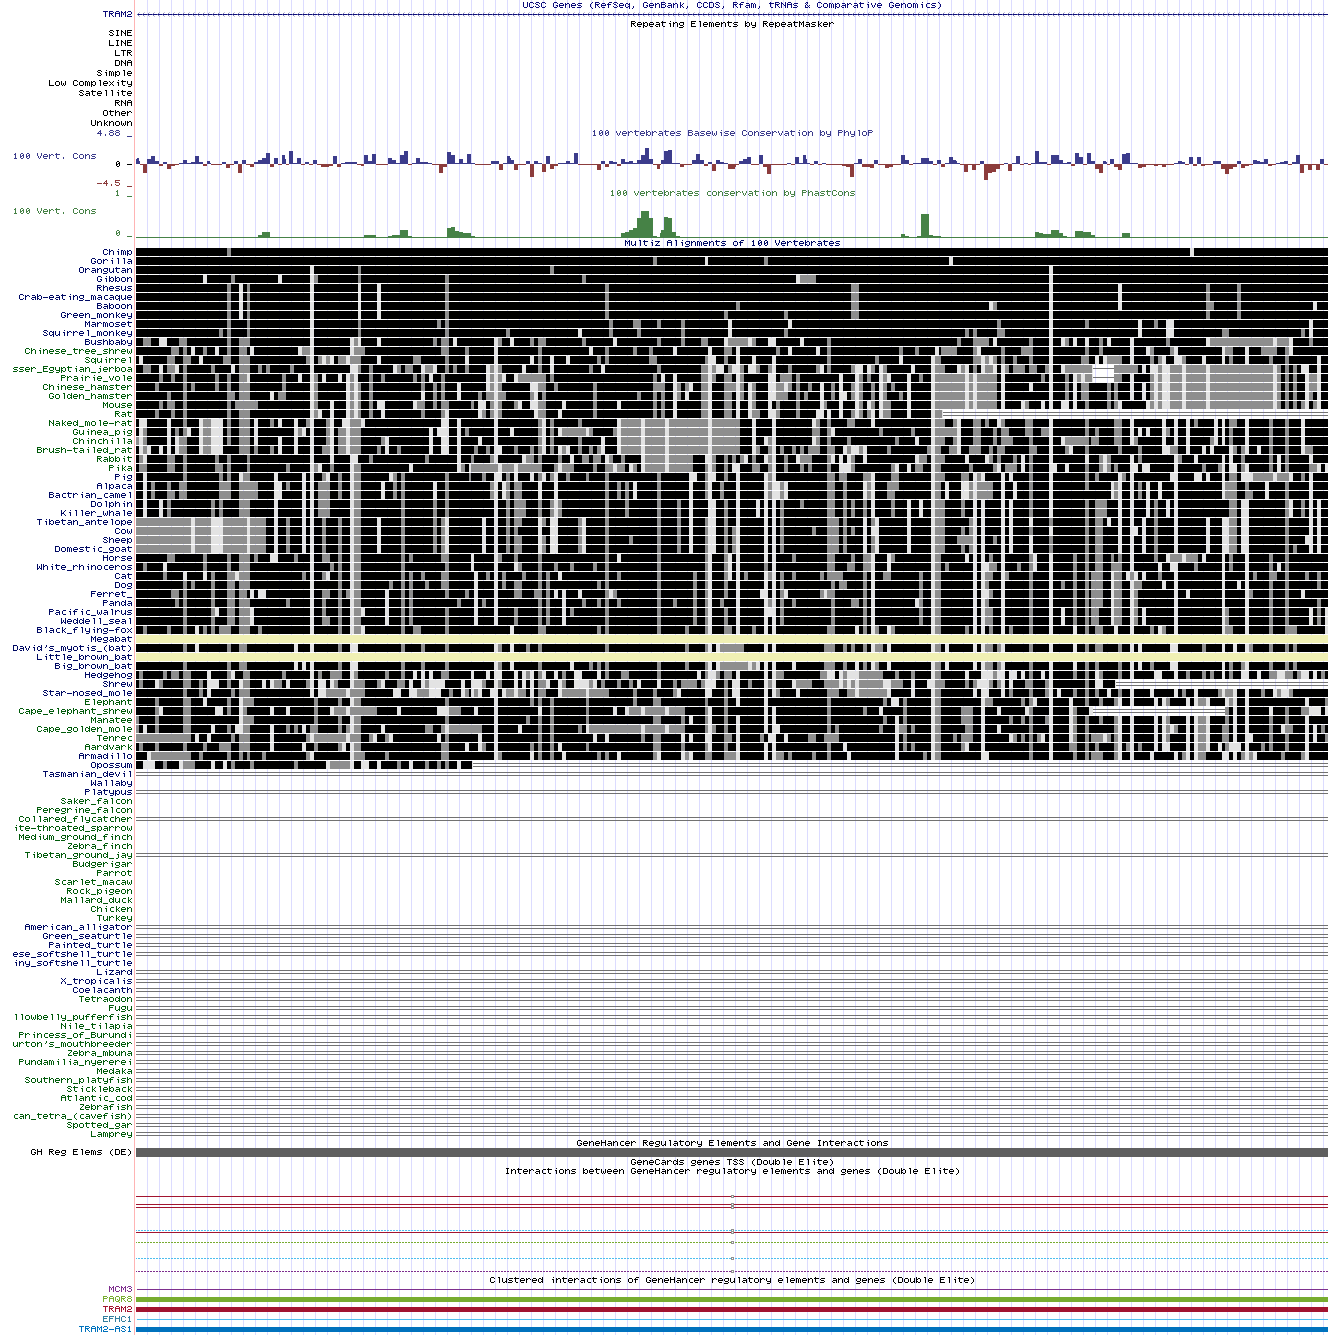 UCSC Genes (RefSeq, GenBank, CCDS, Rfam, tRNAs & Comparative Genomics)
TRAM2
Repeating Elements by RepeatMasker
SINE
LINE
LTR
DNA
Simple
Low Complexity
Satellite
RNA
Other
Unknown
4.88 _
100 vertebrates Basewise Conservation by PhyloP
100 Vert. Cons
0 _
-4.5 _
1 _
100 vertebrates conservation by PhastCons
100 Vert. Cons
0 _
Multiz Alignments of 100 Vertebrates
Chimp
Gorilla
Orangutan
Gibbon
Rhesus
Crab-eating_macaque
Baboon
Green_monkey
Marmoset
Squirrel_monkey
Bushbaby
Chinese_tree_shrew
Squirrel
sser_Egyptian_jerboa
Prairie_vole
Chinese_hamster
Golden_hamster
Mouse
Rat
Naked_mole-rat
Guinea_pig
Chinchilla
Brush-tailed_rat
Rabbit
Pika
Pig
Alpaca
Bactrian_camel
Dolphin
Killer_whale
Tibetan_antelope
Cow
Sheep
Domestic_goat
Horse
White_rhinoceros
Cat
Dog
Ferret_
Panda
Pacific_walrus
Weddell_seal
Black_flying-fox
Megabat
David's_myotis_(bat)
Little_brown_bat
Big_brown_bat
Hedgehog
Shrew
Star-nosed_mole
Elephant
Cape_elephant_shrew
Manatee
Cape_golden_mole
Tenrec
Aardvark
Armadillo
Opossum
Tasmanian_devil
Wallaby
Platypus
Saker_falcon
Peregrine_falcon
Collared_flycatcher
ite-throated_sparrow
Medium_ground_finch
Zebra_finch
Tibetan_ground_jay
Budgerigar
Parrot
Scarlet_macaw
Rock_pigeon
Mallard_duck
Chicken
Turkey
American_alligator
Green_seaturtle
Painted_turtle
ese_softshell_turtle
iny_softshell_turtle
Lizard
X_tropicalis
Coelacanth
Tetraodon
Fugu
llowbelly_pufferfish
Nile_tilapia
Princess_of_Burundi
urton's_mouthbreeder
Zebra_mbuna
Pundamilia_nyererei
Medaka
Southern_platyfish
Stickleback
Atlantic_cod
Zebrafish
can_tetra_(cavefish)
Spotted_gar
Lamprey
GeneHancer Regulatory Elements and Gene Interactions
GH Reg Elems (DE)
GeneCards genes TSS (Double Elite)
Interactions between GeneHancer regulatory elements and genes (Double Elite)
Clustered interactions of GeneHancer regulatory elements and genes (Double Elite)
MCM3
PAQR8
TRAM2
EFHC1
TRAM2-AS1